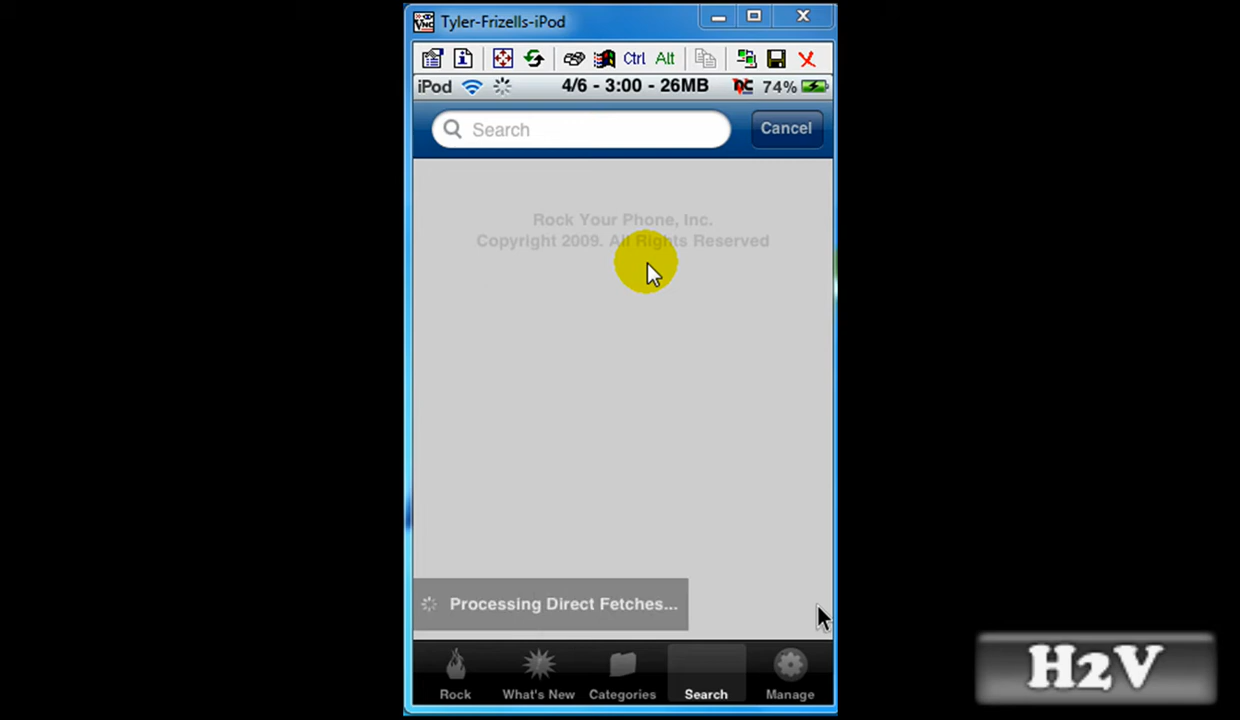 Tyler-Frizells-iPod
Ctrl Alt
iPod 4/6 - 3:00 - 26MB 74%
Search Cancel
Rock Your Phone, Inc.
Copyright 2009. All Rights Reserved
Processing Direct Fetches...
Rock What's New Categories Search Manage
H2V